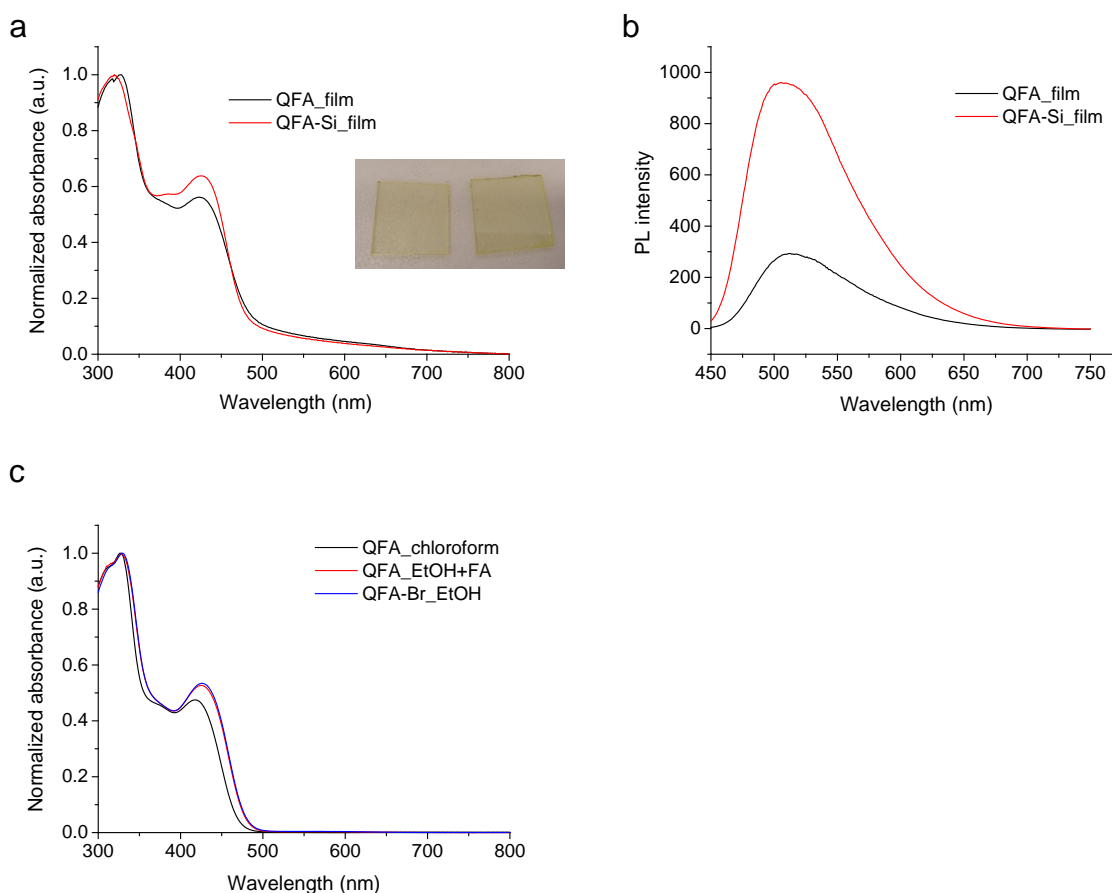 a
Normalized absorbance (a.u.)
1.0
0.8
0.6
0.4
0.2
0.0
300 400 500 600 700 800
Wavelength (nm)
QFA_film
QFA-Si_film
b
PL intensity
1000
800
600
400
200
0
450 500 550 600 650 700 750
Wavelength (nm)
QFA_film
QFA-Si_film
c
Normalized absorbance (a.u.)
1.0
0.8
0.6
0.4
0.2
0.0
300 400 500 600 700 800
Wavelength (nm)
QFA_chloroform
QFA_EtOH+FA
QFA-Br_EtOH